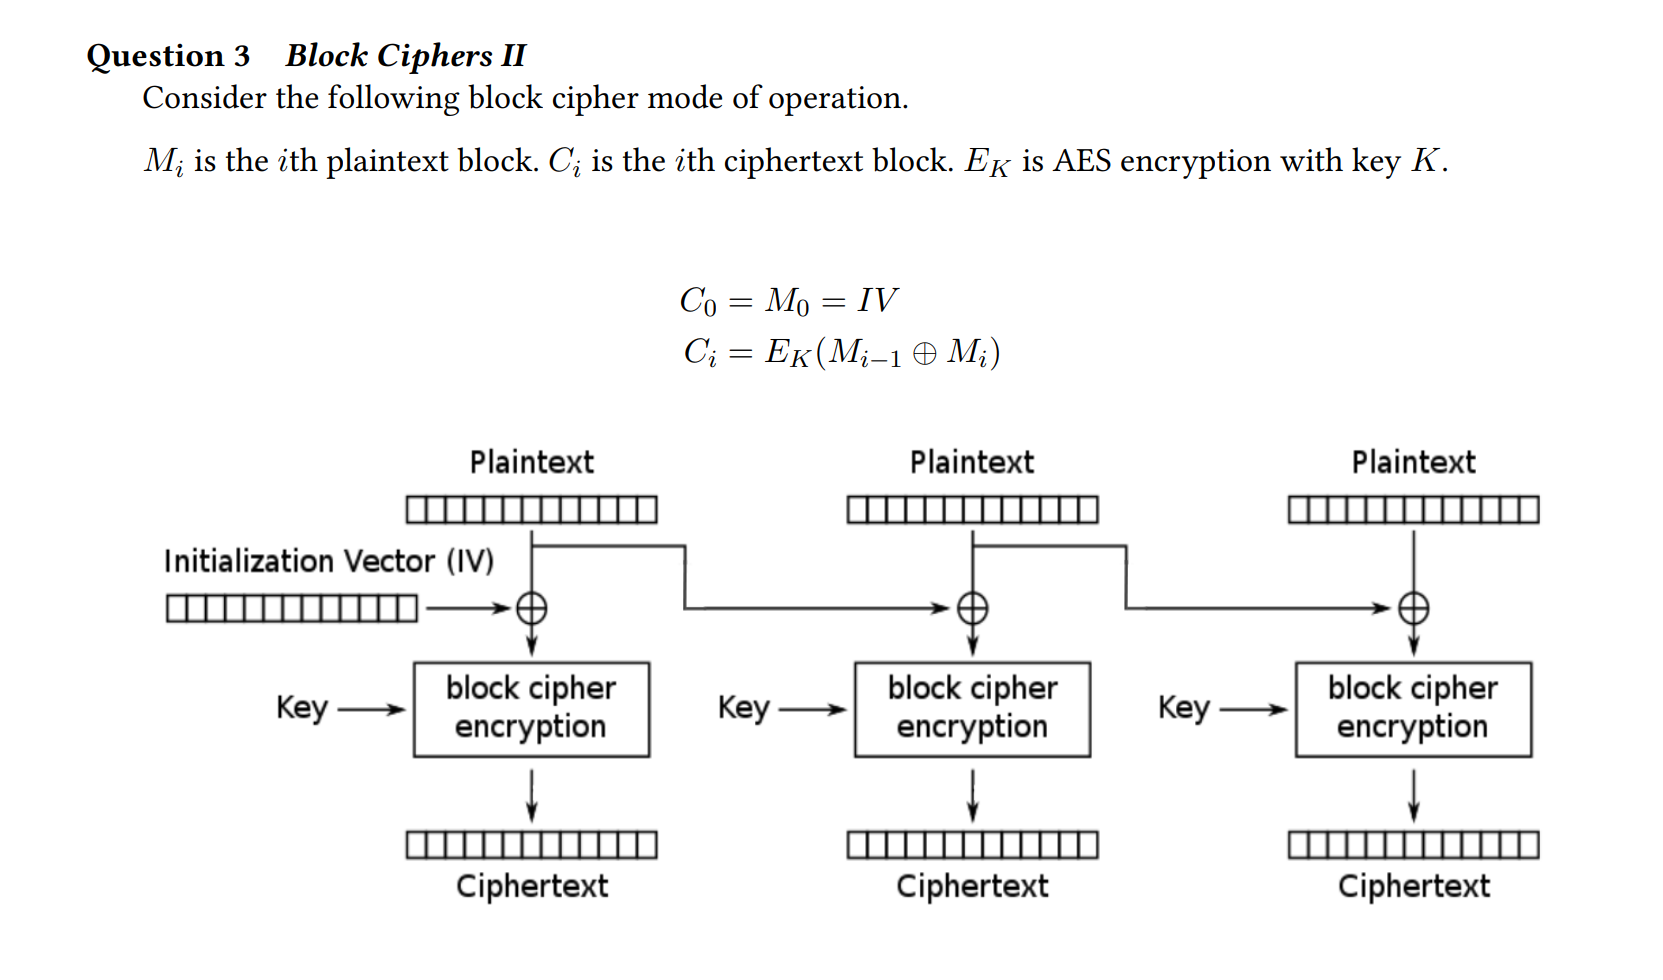 Question 3 Block Ciphers II
Consider the following block cipher mode of operation.
M_i is the ith plaintext block. C_i is the ith ciphertext block. E_K is AES encryption with key K.
C_0 = M_0 = IV
C_i = E_K(M_{i−1} ⊕ M_i)
Plaintext Plaintext Plaintext
Initialization Vector (IV)
Key block cipher encryption Key block cipher encryption Key block cipher encryption
Ciphertext Ciphertext Ciphertext